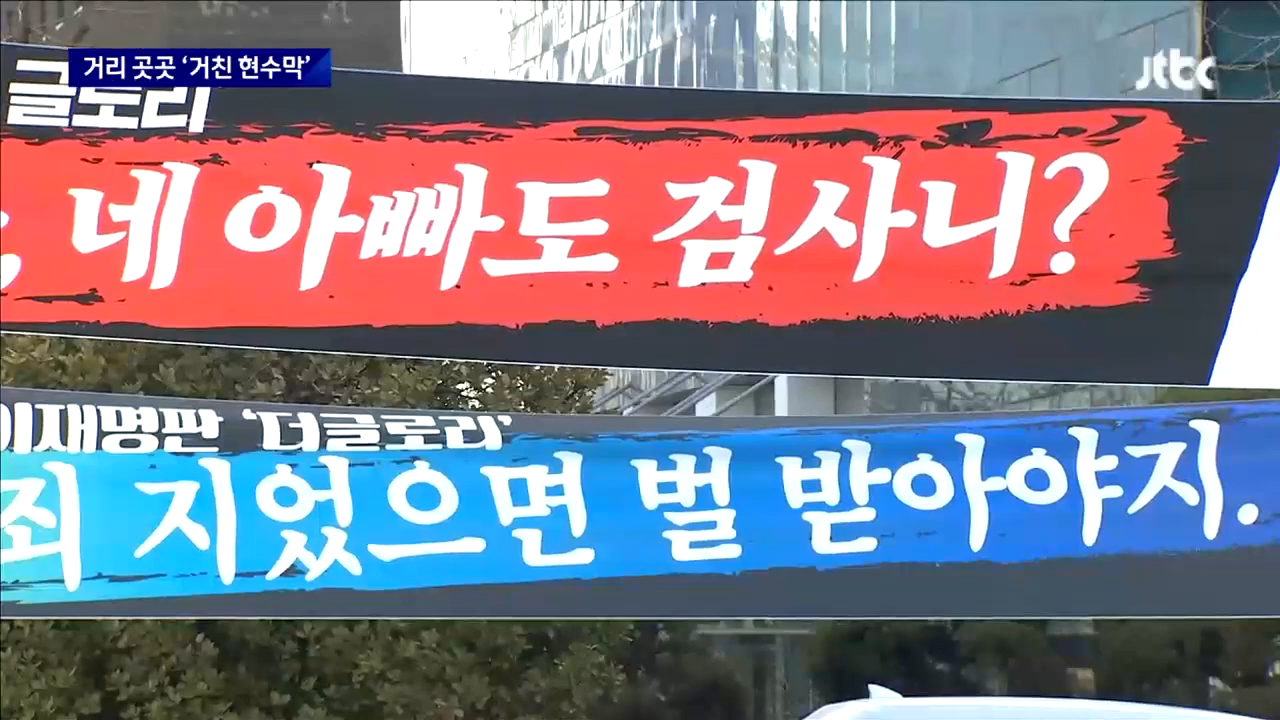 거리 곳곳 ‘거친 현수막’
jtbc
글로리
네 아빠도 검사니?
이재명판 ‘더글로리’
죄 지었으면 벌 받아야지.